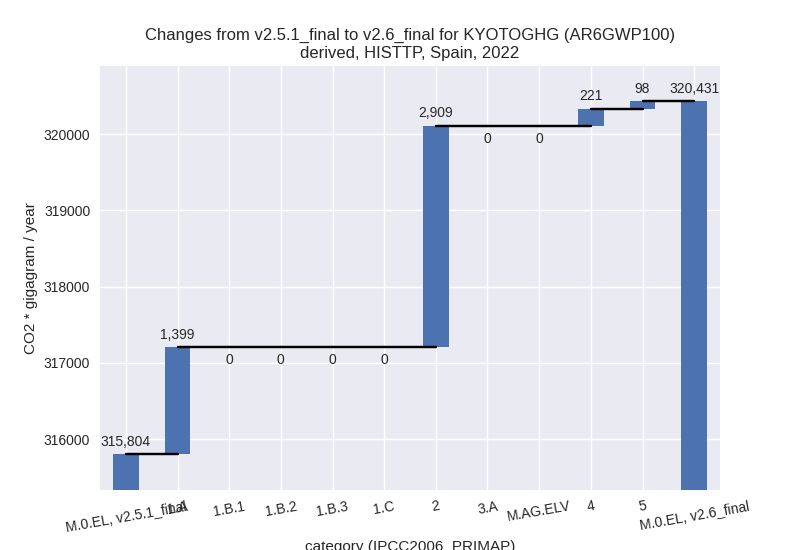 Changes from v2.5.1_final to v2.6_final for KYOTOGHG (AR6GWP100)
derived, HISTTP, Spain, 2022
CO2 * gigagram / year
320000
319000
318000
317000
316000
315,804
1,399
0
0
0
0
2,909
0
0
221
98
320,431
M.0.EL, v2.5.1_final
1.A
1.B.1
1.B.2
1.B.3
1.C
2
3.A
M.AG.ELV
4
5
M.0.EL, v2.6_final
category (IPCC2006_PRIMAP)